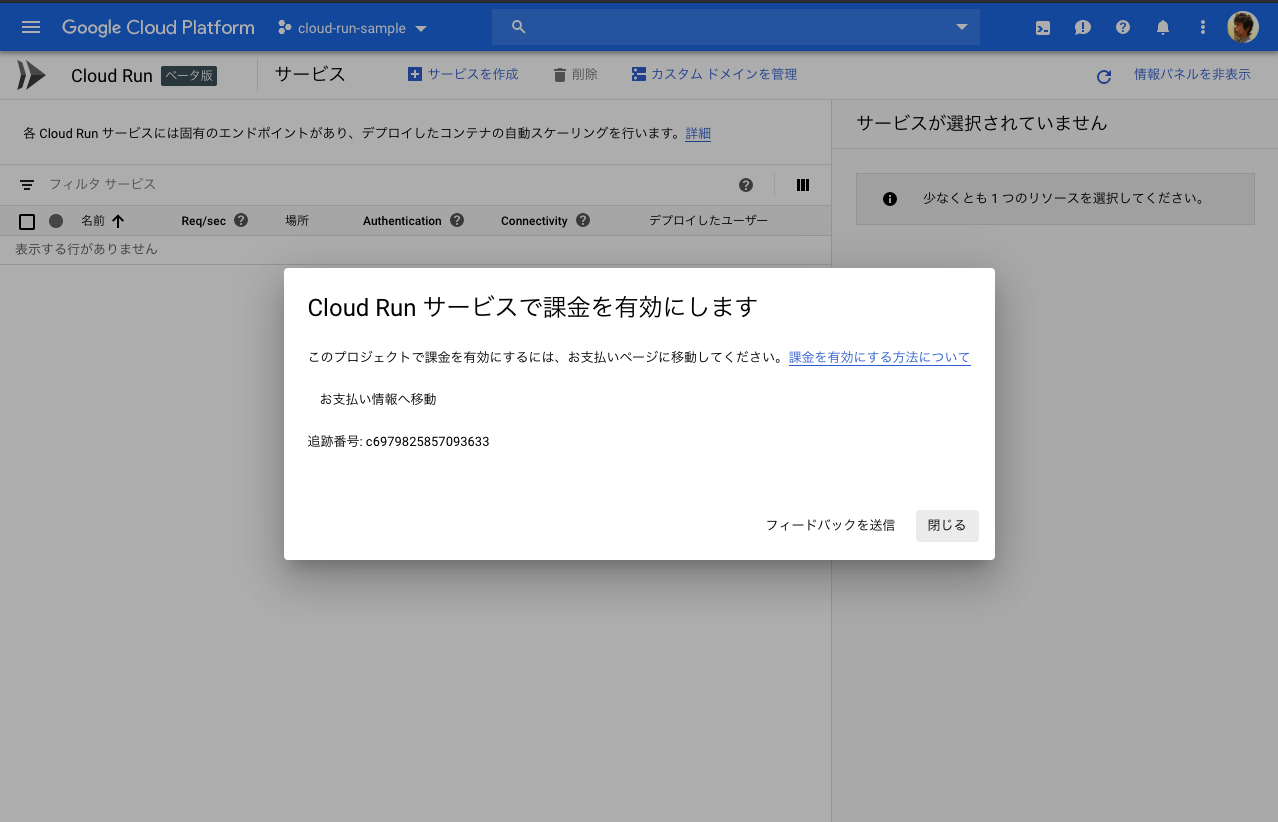 Google Cloud Platform
cloud-run-sample
Cloud Run ベータ版
サービス
サービスを作成
削除
カスタム ドメインを管理
情報パネルを非表示
各 Cloud Run サービスには固有のエンドポイントがあり、デプロイしたコンテナの自動スケーリングを行います。詳細
サービスが選択されていません
フィルタ サービス
少なくとも 1 つのリソースを選択してください。
名前 Req/sec 場所 Authentication Connectivity デプロイしたユーザー
表示する行がありません
Cloud Run サービスで課金を有効にします
このプロジェクトで課金を有効にするには、お支払いページに移動してください。課金を有効にする方法について
お支払い情報へ移動
追跡番号: c6979825857093633
フィードバックを送信
閉じる